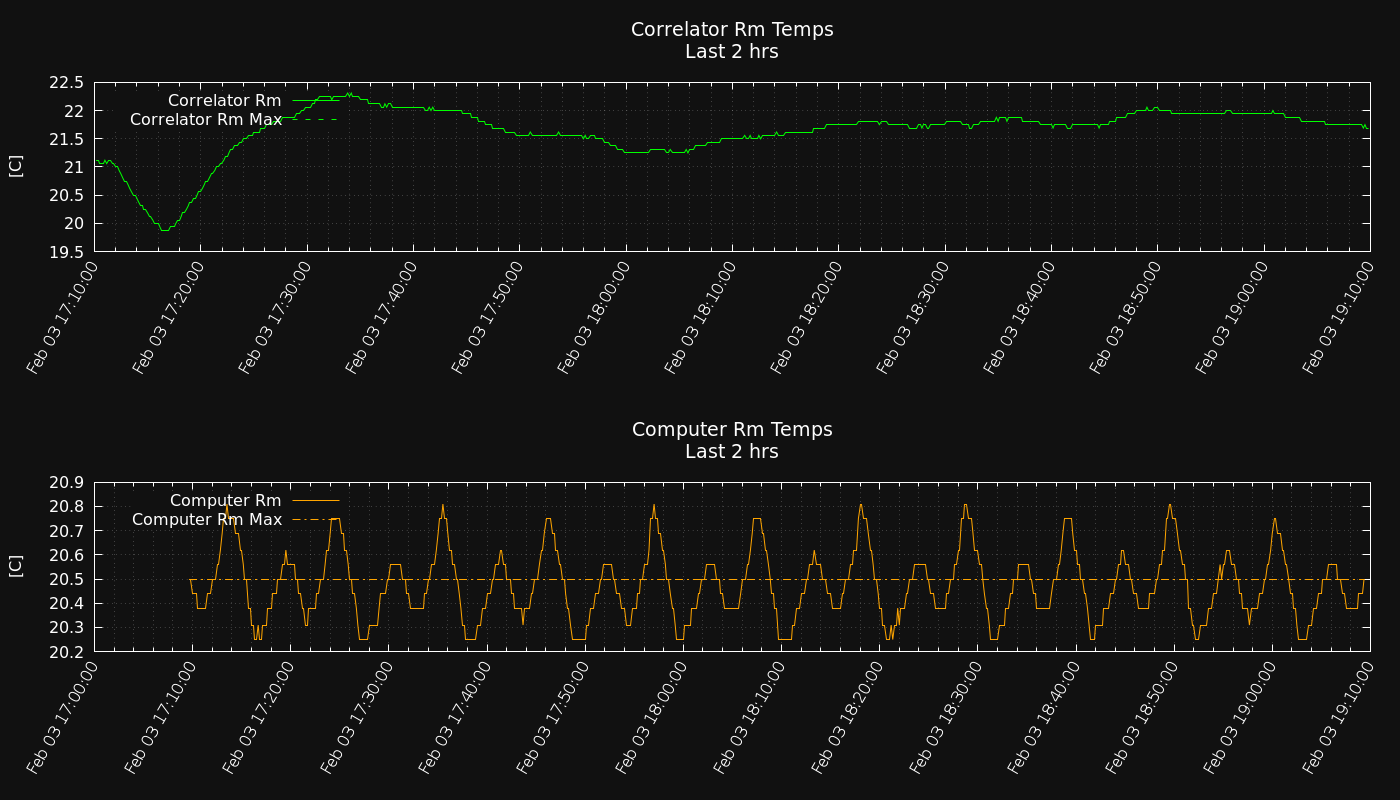 Correlator Rm Temps
Last 2 hrs
22.5
22
21.5
21
20.5
20
19.5
[C]
Correlator Rm
Correlator Rm Max
Feb 03 17:10:00
Feb 03 17:20:00
Feb 03 17:30:00
Feb 03 17:40:00
Feb 03 17:50:00
Feb 03 18:00:00
Feb 03 18:10:00
Feb 03 18:20:00
Feb 03 18:30:00
Feb 03 18:40:00
Feb 03 18:50:00
Feb 03 19:00:00
Feb 03 19:10:00
Computer Rm Temps
Last 2 hrs
20.9
20.8
20.7
20.6
20.5
20.4
20.3
20.2
[C]
Computer Rm
Computer Rm Max
Feb 03 17:00:00
Feb 03 17:10:00
Feb 03 17:20:00
Feb 03 17:30:00
Feb 03 17:40:00
Feb 03 17:50:00
Feb 03 18:00:00
Feb 03 18:10:00
Feb 03 18:20:00
Feb 03 18:30:00
Feb 03 18:40:00
Feb 03 18:50:00
Feb 03 19:00:00
Feb 03 19:10:00